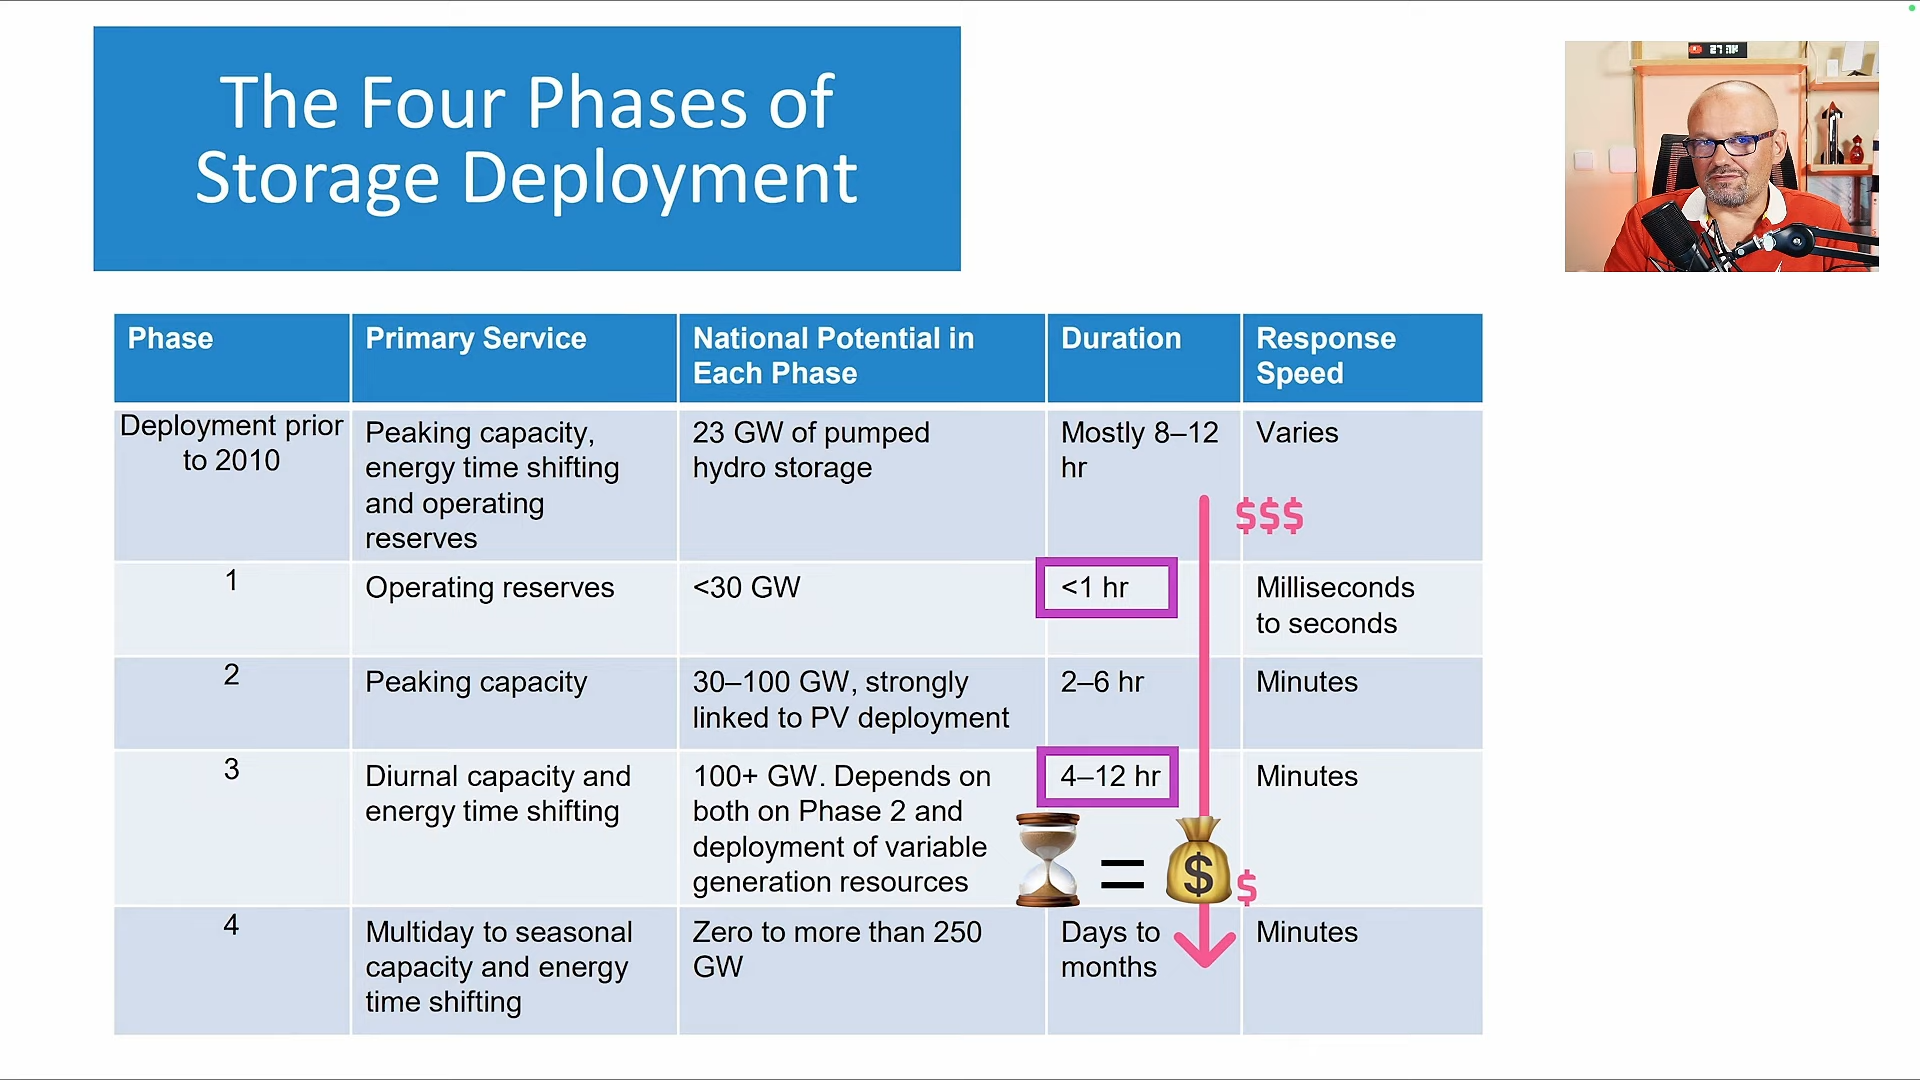 The Four Phases of
Storage Deployment
Phase
Primary Service
National Potential in
Each Phase
Duration
Response
Speed
Deployment prior
to 2010
Peaking capacity,
energy time shifting
and operating
reserves
23 GW of pumped
hydro storage
Mostly 8–12
hr
Varies
$$$
1
Operating reserves
<30 GW
<1 hr
Milliseconds
to seconds
2
Peaking capacity
30–100 GW, strongly
linked to PV deployment
2–6 hr
Minutes
3
Diurnal capacity and
energy time shifting
100+ GW. Depends on
both on Phase 2 and
deployment of variable
generation resources
4–12 hr
Minutes
= $
$
4
Multiday to seasonal
capacity and energy
time shifting
Zero to more than 250
GW
Days to
months
Minutes